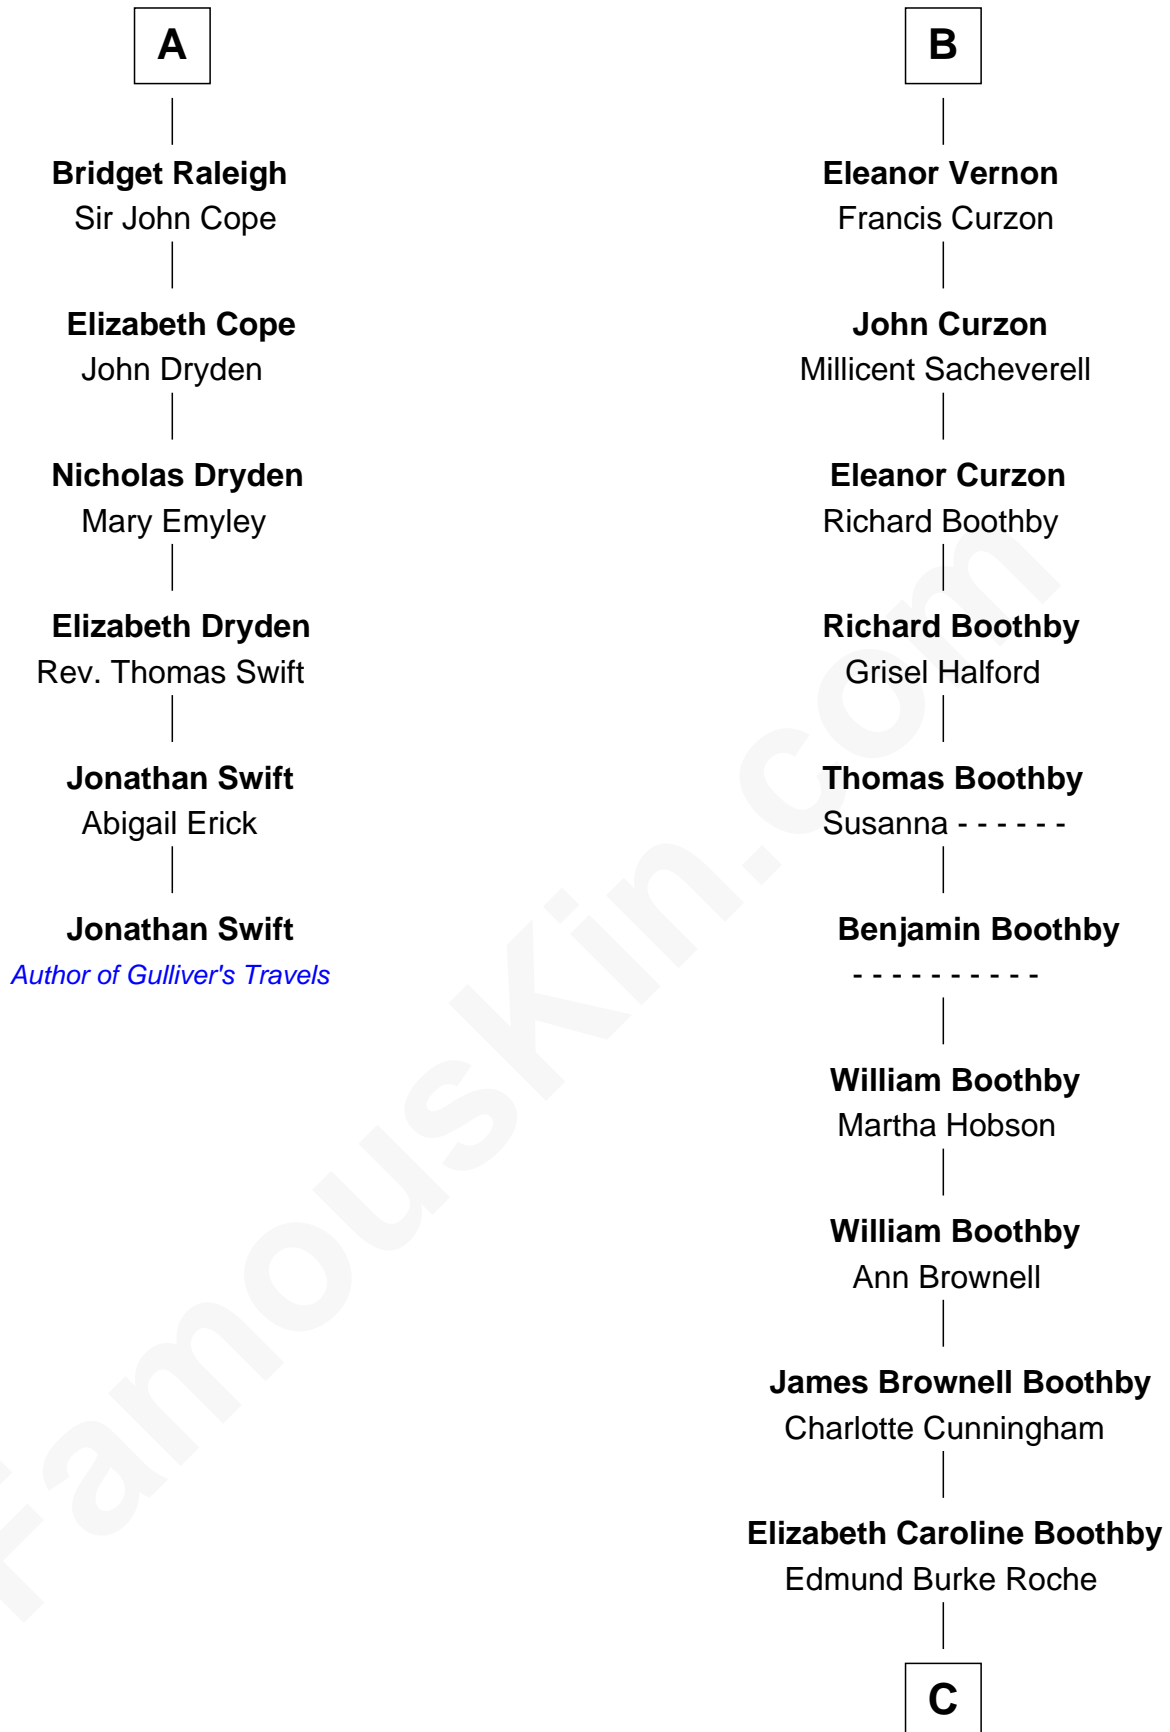 A
Bridget Raleigh
Sir John Cope
Elizabeth Cope
John Dryden
Nicholas Dryden
Mary Emyley
Elizabeth Dryden
Rev. Thomas Swift
Jonathan Swift
Abigail Erick
Jonathan Swift
Author of Gulliver's Travels
B
Eleanor Vernon
Francis Curzon
John Curzon
Millicent Sacheverell
Eleanor Curzon
Richard Boothby
Richard Boothby
Grisel Halford
Thomas Boothby
Susanna - - - - - -
Benjamin Boothby
- - - - - - - - - -
William Boothby
Martha Hobson
William Boothby
Ann Brownell
James Brownell Boothby
Charlotte Cunningham
Elizabeth Caroline Boothby
Edmund Burke Roche
C
FamousKin.com